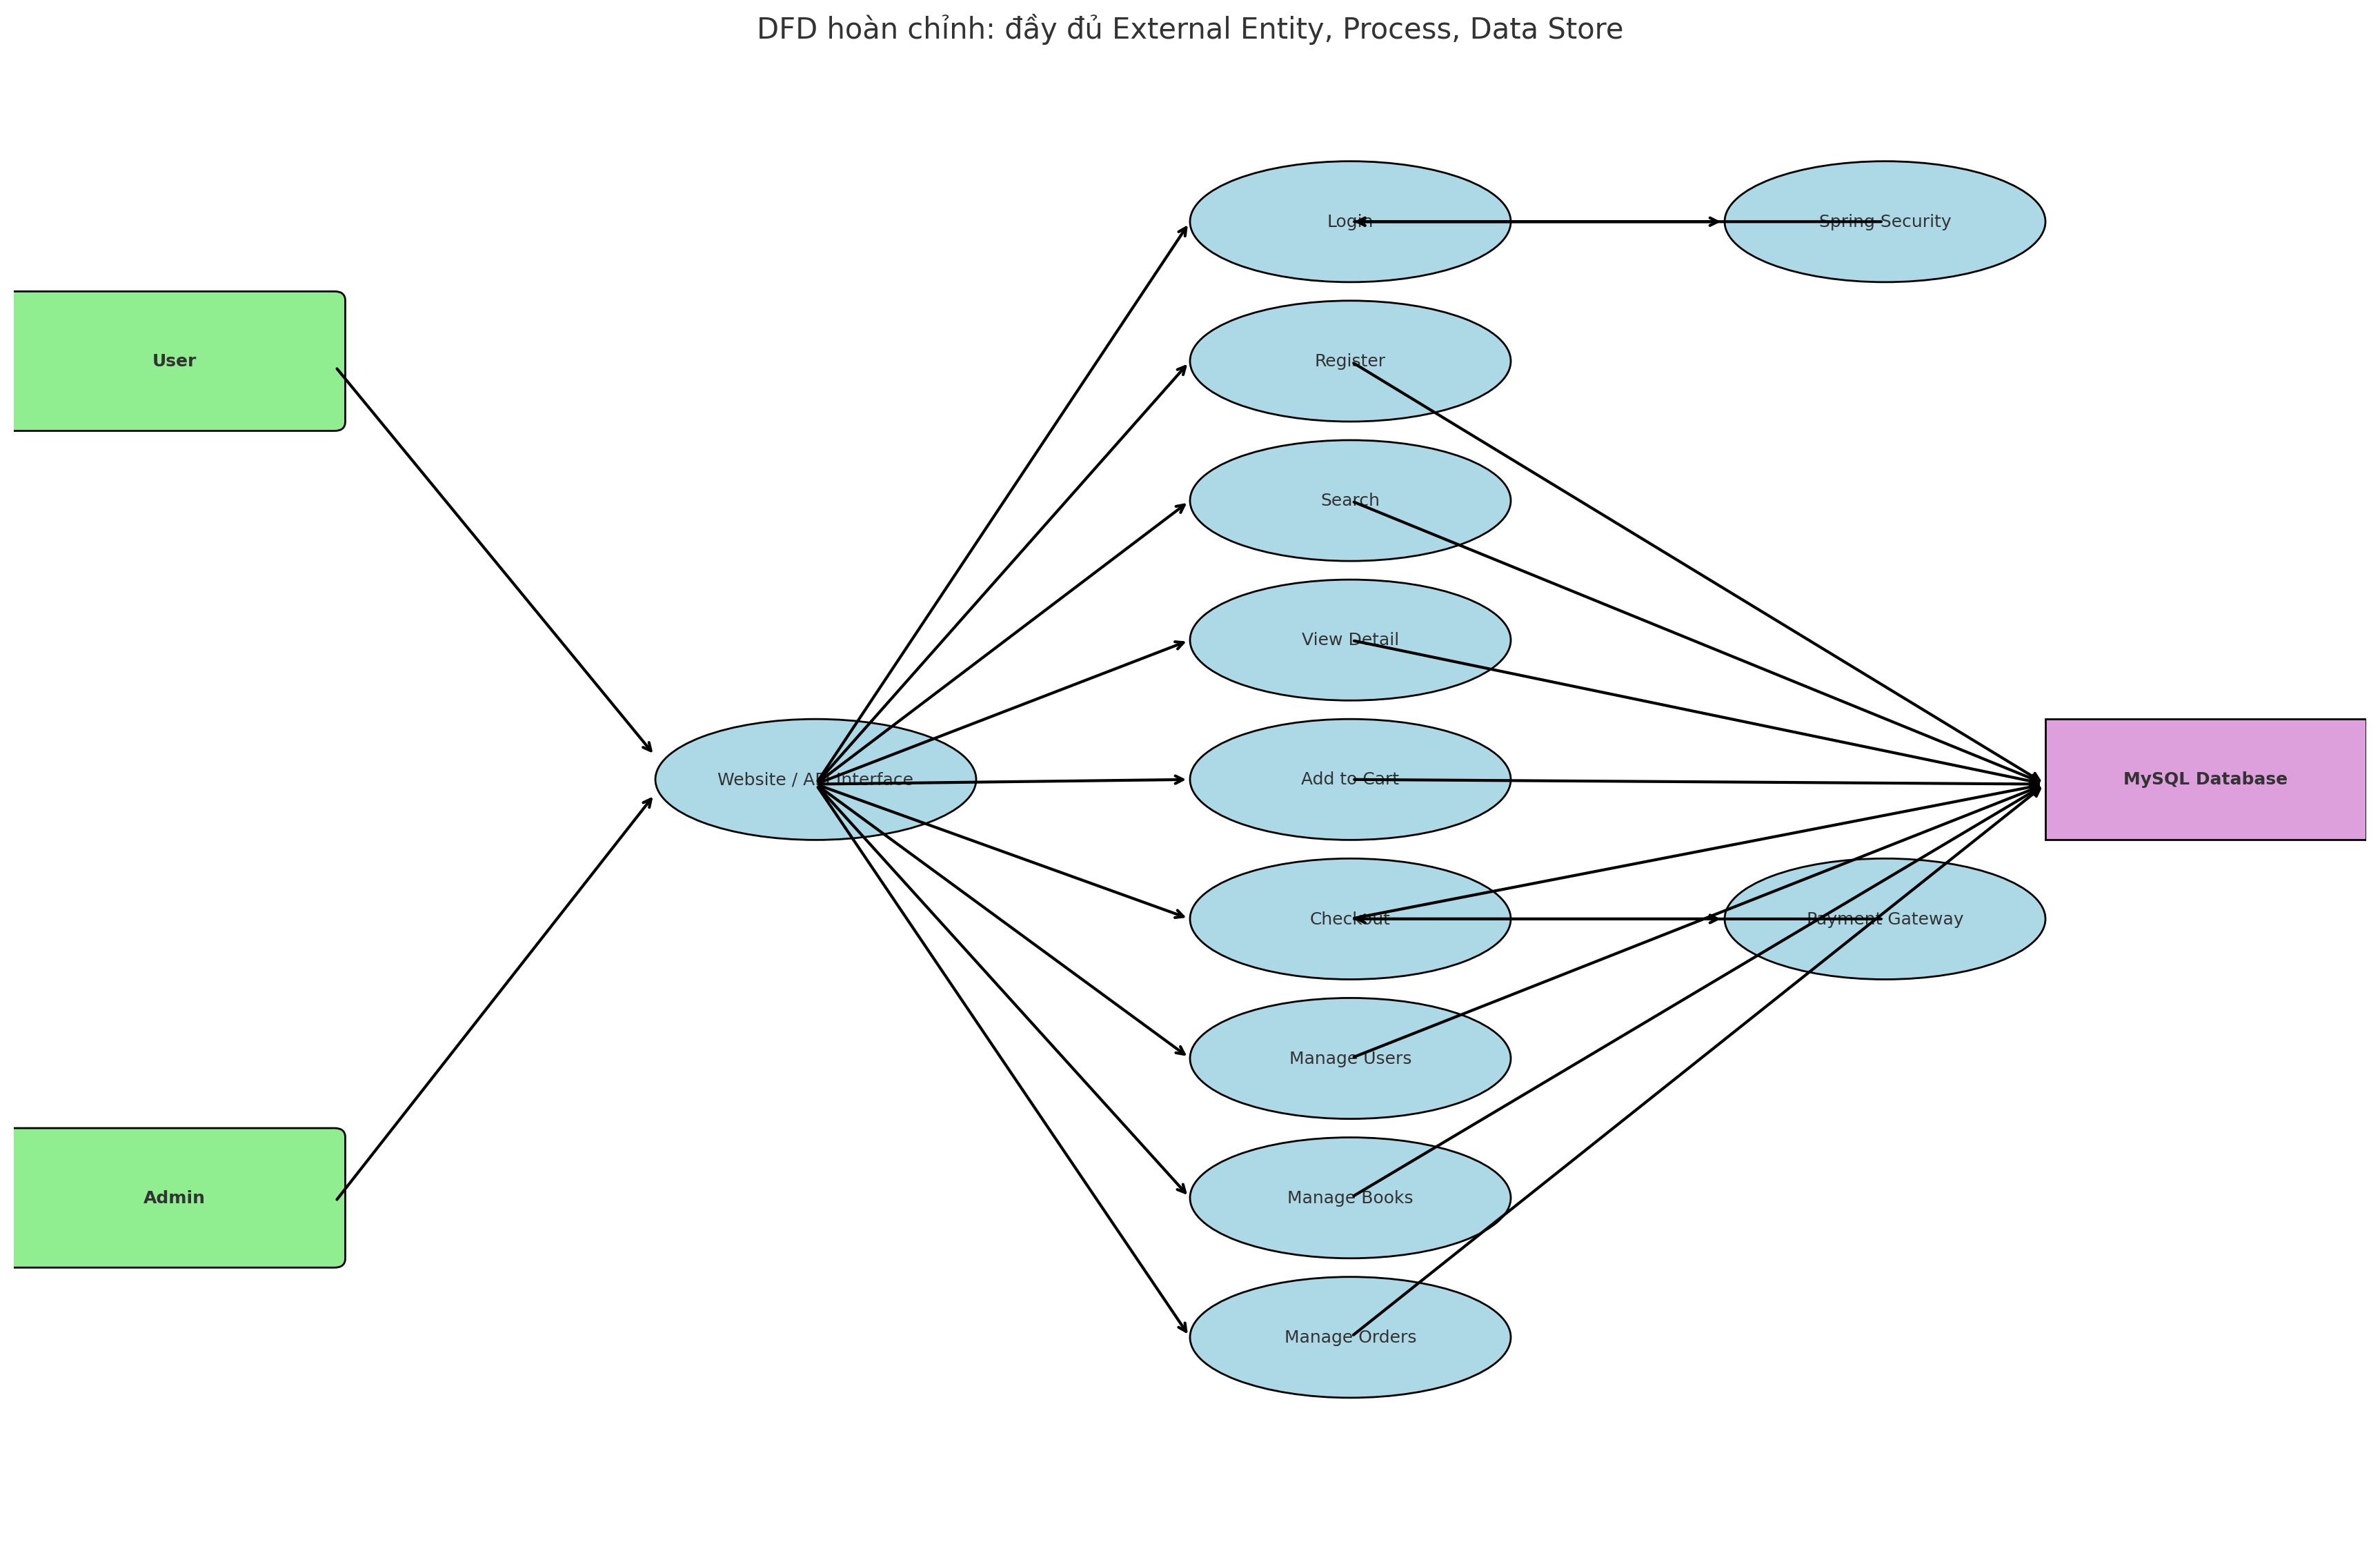 DFD hoàn chỉnh: đầy đủ External Entity, Process, Data Store
Login
Spring Security
User
Register
Search
View Detail
Website / API Interface
Add to Cart
MySQL Database
Checkout
Payment Gateway
Manage Users
Admin
Manage Books
Manage Orders